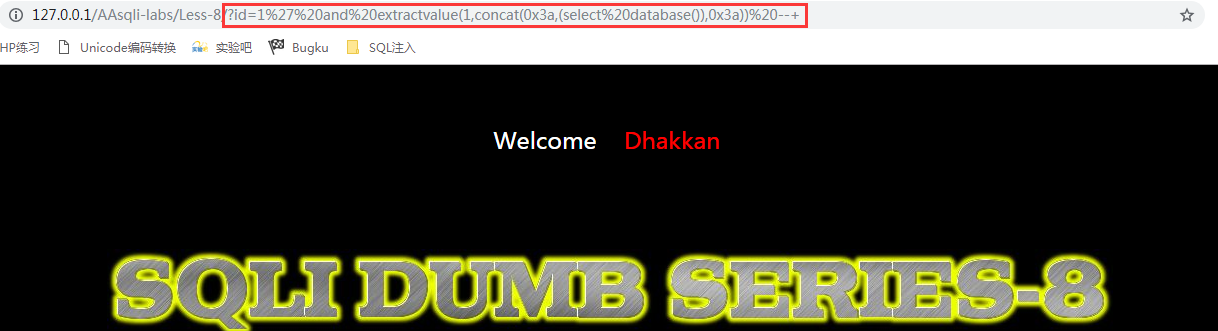 127.0.0.1/AAsqli-labs/Less-8/?id=1%27%20and%20extractvalue(1,concat(0x3a,(select%20database()),0x3a))%20--+
HP练习 Unicode编码转换 实验吧 Bugku SQL注入
Welcome Dhakkan
SQLI DUMB SERIES-8